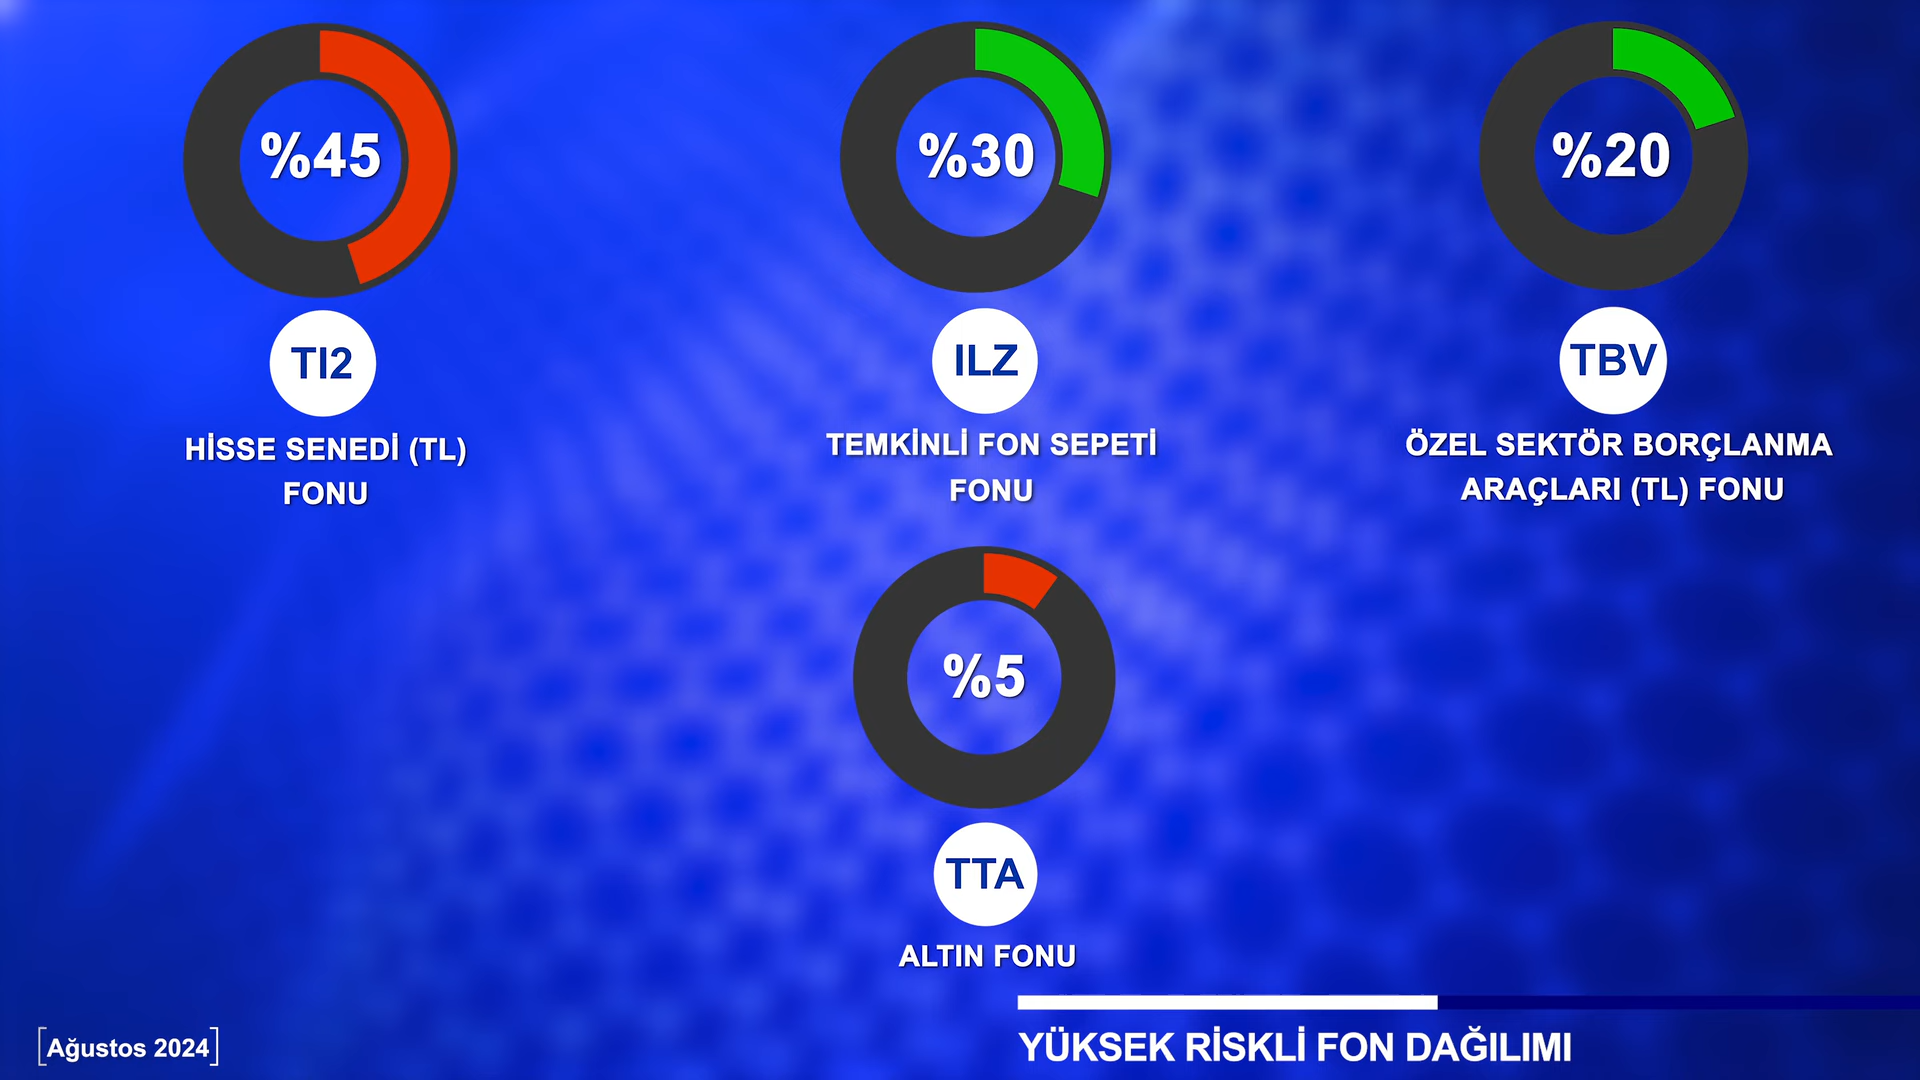 %45
TI2
HİSSE SENEDİ (TL)
FONU
%30
ILZ
TEMKİNLİ FON SEPETİ
FONU
%20
TBV
ÖZEL SEKTÖR BORÇLANMA
ARAÇLARI (TL) FONU
%5
TTA
ALTIN FONU
[Ağustos 2024]
YÜKSEK RİSKLİ FON DAĞILIMI